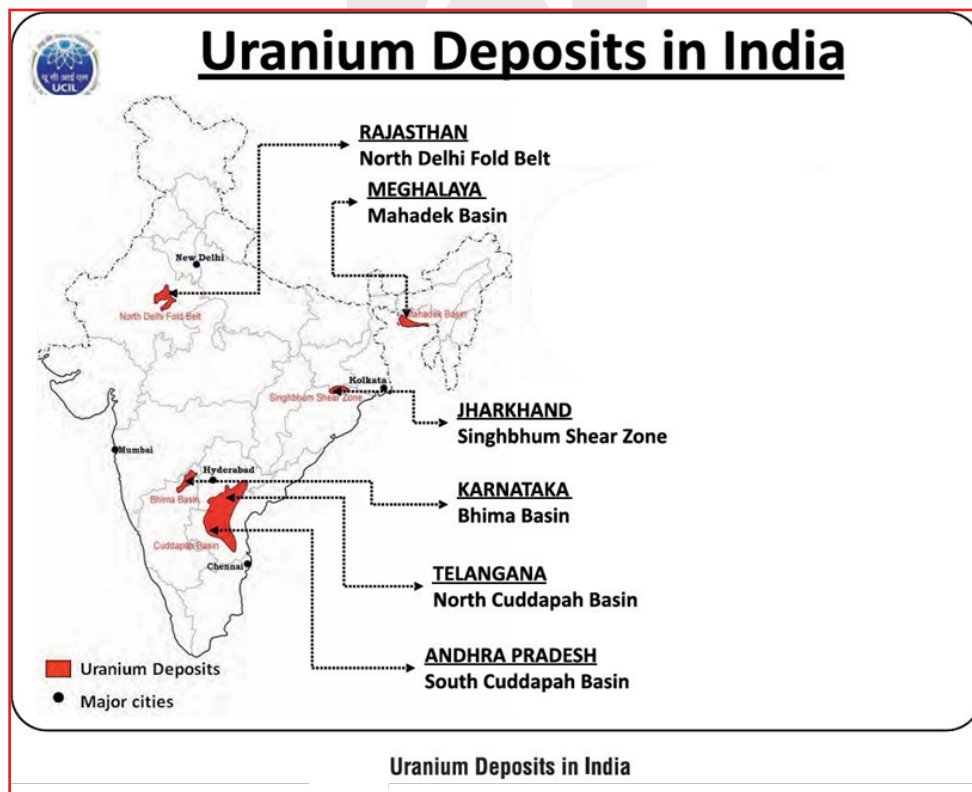 Uranium Deposits in India
यू सी आई एल
UCIL
RAJASTHAN
North Delhi Fold Belt
MEGHALAYA
Mahadek Basin
New Delhi
North Delhi Fold Belt
Mahadek Basin
Kolkata
Singhbhum Shear Zone
JHARKHAND
Singhbhum Shear Zone
Mumbai
Hyderabad
Bhima Basin
KARNATAKA
Bhima Basin
Cuddapah Basin
Chennai
TELANGANA
North Cuddapah Basin
ANDHRA PRADESH
South Cuddapah Basin
Uranium Deposits
Major cities
Uranium Deposits in India